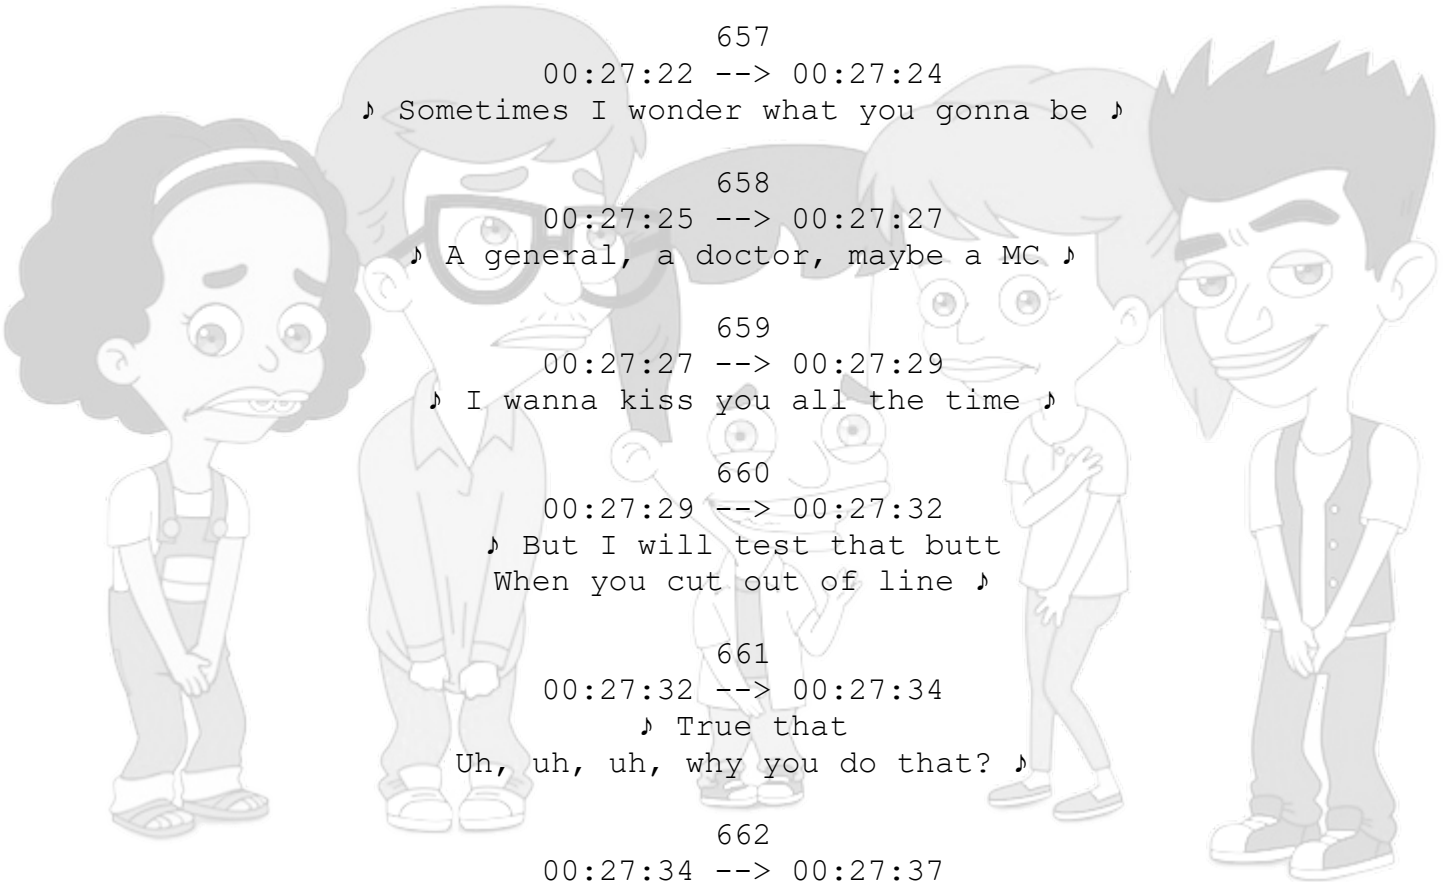 657
00:27:22 --> 00:27:24
♪ Sometimes I wonder what you gonna be ♪
658
00:27:25 --> 00:27:27
♪ A general, a doctor, maybe a MC ♪
659
00:27:27 --> 00:27:29
♪ I wanna kiss you all the time ♪
660
00:27:29 --> 00:27:32
♪ But I will test that butt
When you cut out of line ♪
661
00:27:32 --> 00:27:34
♪ True that
Uh, uh, uh, why you do that? ♪
662
00:27:34 --> 00:27:37